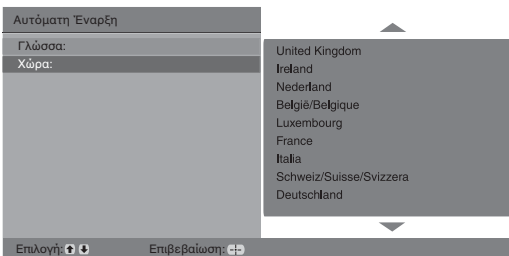 Αυτόματη Έναρξη
Γλώσσα:
Χώρα:
United Kingdom
Ireland
Nederland
België/Belgique
Luxembourg
France
Italia
Schweiz/Suisse/Svizzera
Deutschland
Επιλογή: Επιβεβαίωση: